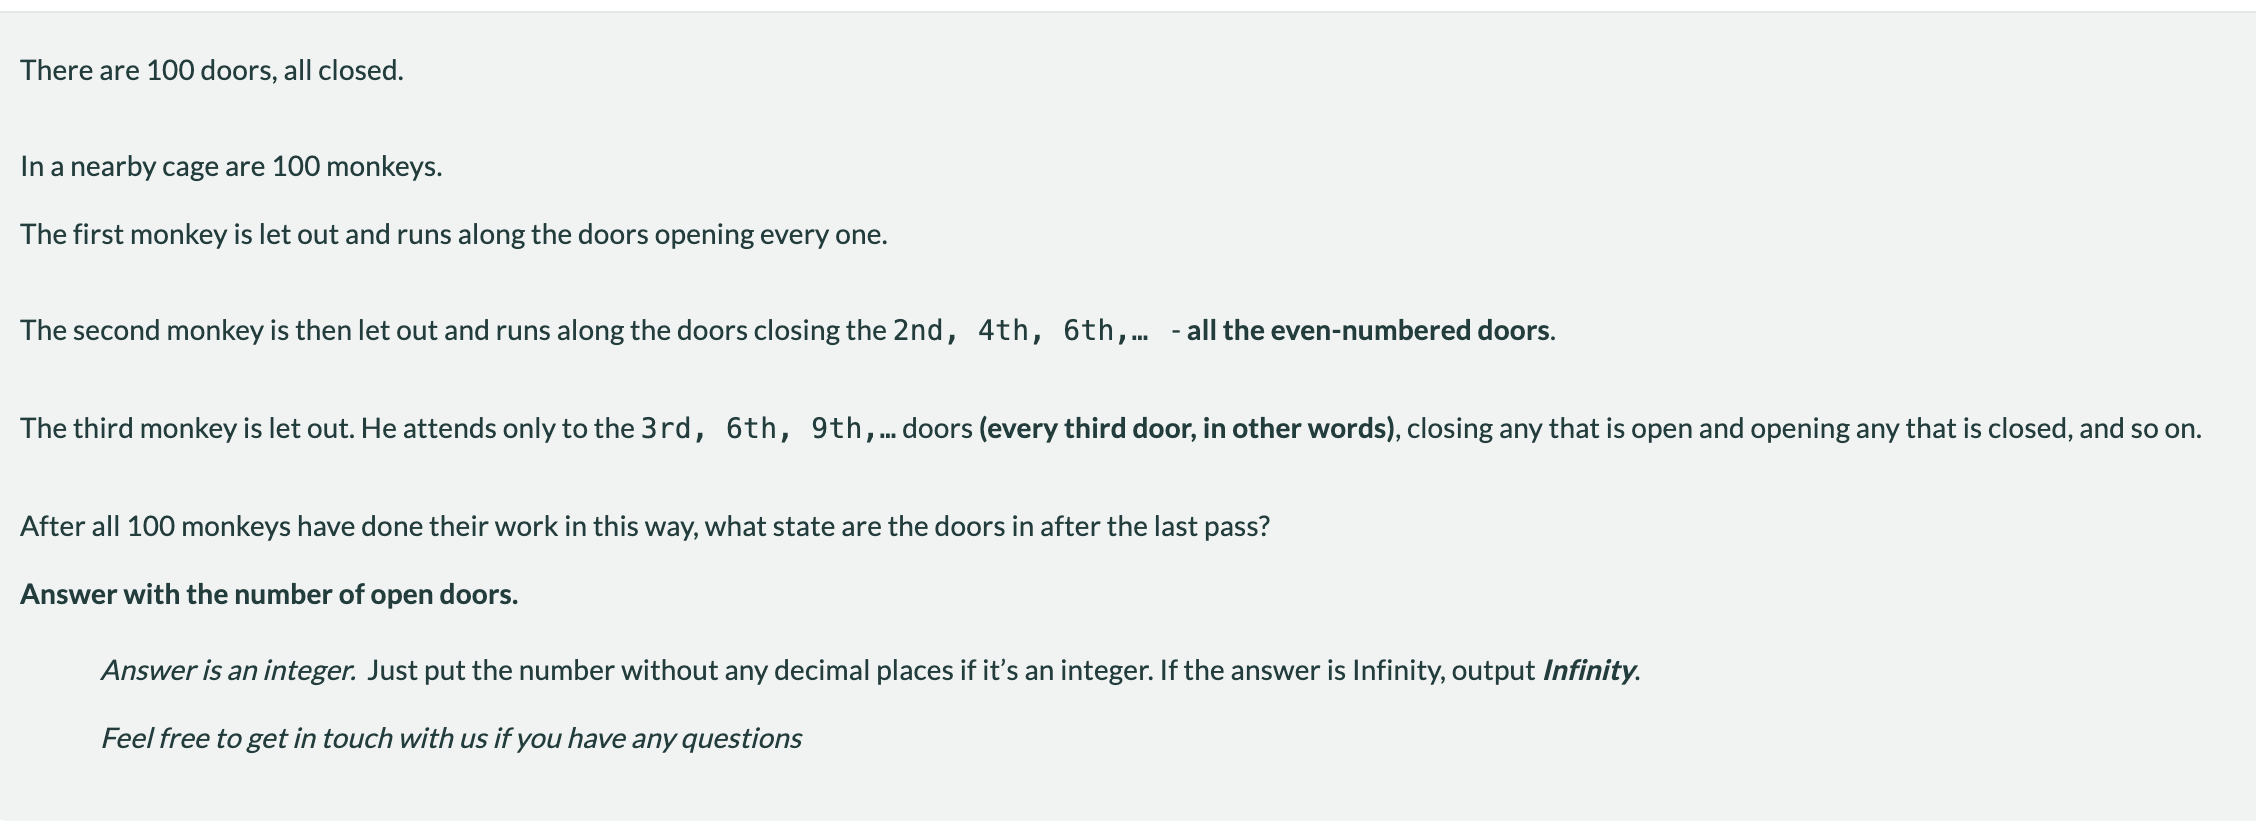 There are 100 doors, all closed.
In a nearby cage are 100 monkeys.
The first monkey is let out and runs along the doors opening every one.
The second monkey is then let out and runs along the doors closing the 2nd, 4th, 6th,… - all the even-numbered doors.
The third monkey is let out. He attends only to the 3rd, 6th, 9th,… doors (every third door, in other words), closing any that is open and opening any that is closed, and so on.
After all 100 monkeys have done their work in this way, what state are the doors in after the last pass?
Answer with the number of open doors.
Answer is an integer. Just put the number without any decimal places if it’s an integer. If the answer is Infinity, output Infinity.
Feel free to get in touch with us if you have any questions